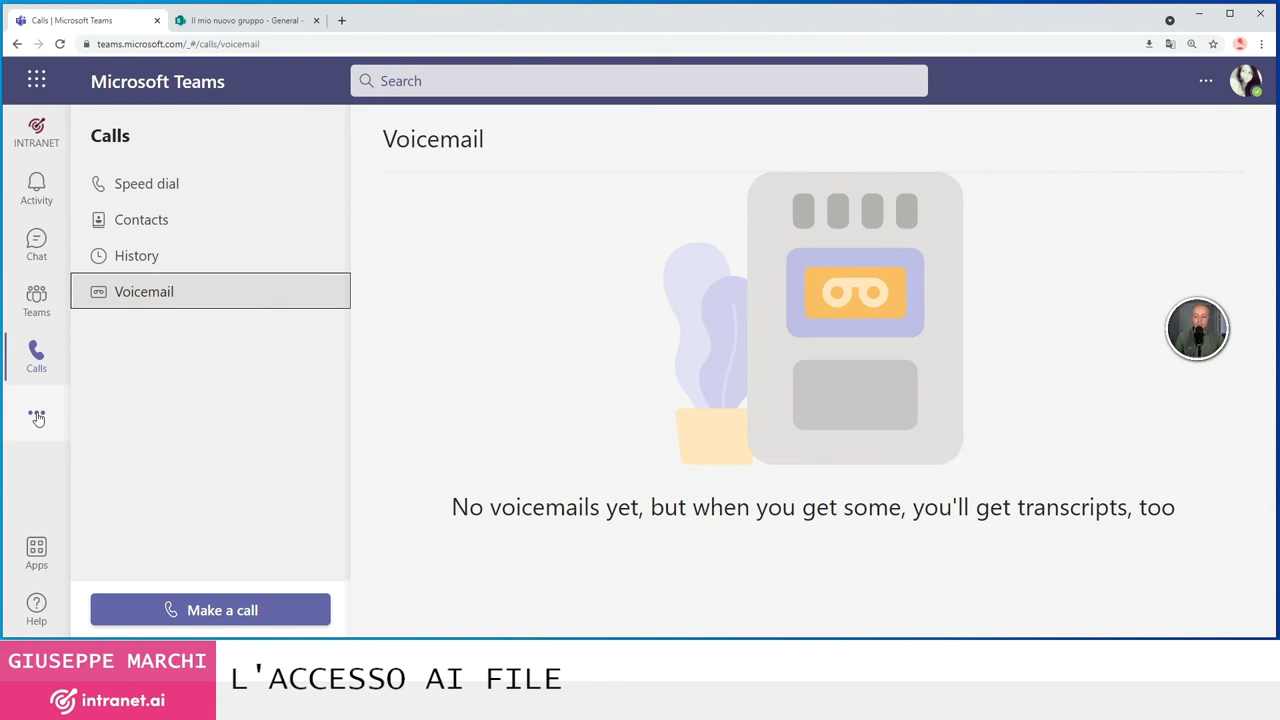 Calls | Microsoft Teams
Il mio nuovo gruppo - General -
teams.microsoft.com/_#/calls/voicemail
Microsoft Teams
Search
INTRANET
Activity
Chat
Teams
Calls
Apps
Help
Calls
Speed dial
Contacts
History
Voicemail
Make a call
Voicemail
No voicemails yet, but when you get some, you'll get transcripts, too
GIUSEPPE MARCHI
intranet.ai
L'ACCESSO AI FILE